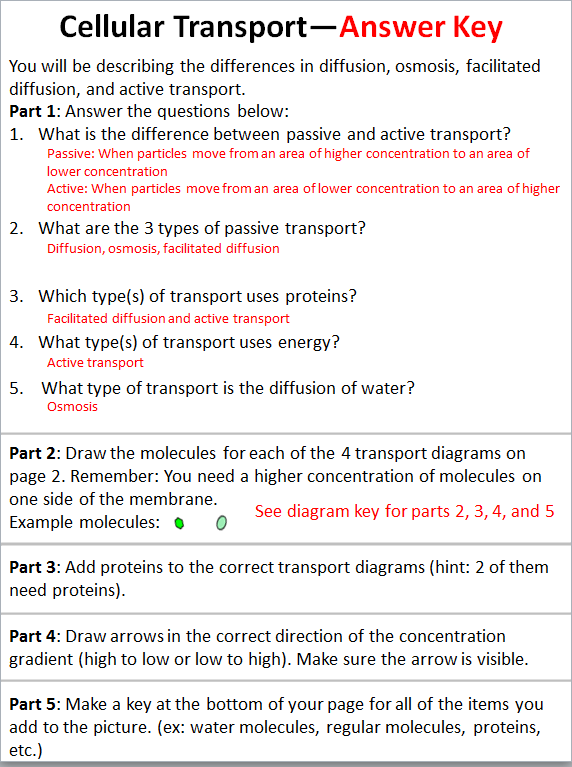 Cellular Transport—Answer Key
You will be describing the differences in diffusion, osmosis, facilitated
diffusion, and active transport.
Part 1: Answer the questions below:
1. What is the difference between passive and active transport?
Passive: When particles move from an area of higher concentration to an area of
lower concentration
Active: When particles move from an area of lower concentration to an area of higher
concentration
2. What are the 3 types of passive transport?
Diffusion, osmosis, facilitated diffusion
3. Which type(s) of transport uses proteins?
Facilitated diffusion and active transport
4. What type(s) of transport uses energy?
Active transport
5. What type of transport is the diffusion of water?
Osmosis
Part 2: Draw the molecules for each of the 4 transport diagrams on
page 2. Remember: You need a higher concentration of molecules on
one side of the membrane.
See diagram key for parts 2, 3, 4, and 5
Example molecules:
Part 3: Add proteins to the correct transport diagrams (hint: 2 of them
need proteins).
Part 4: Draw arrows in the correct direction of the concentration
gradient (high to low or low to high). Make sure the arrow is visible.
Part 5: Make a key at the bottom of your page for all of the items you
add to the picture. (ex: water molecules, regular molecules, proteins,
etc.)